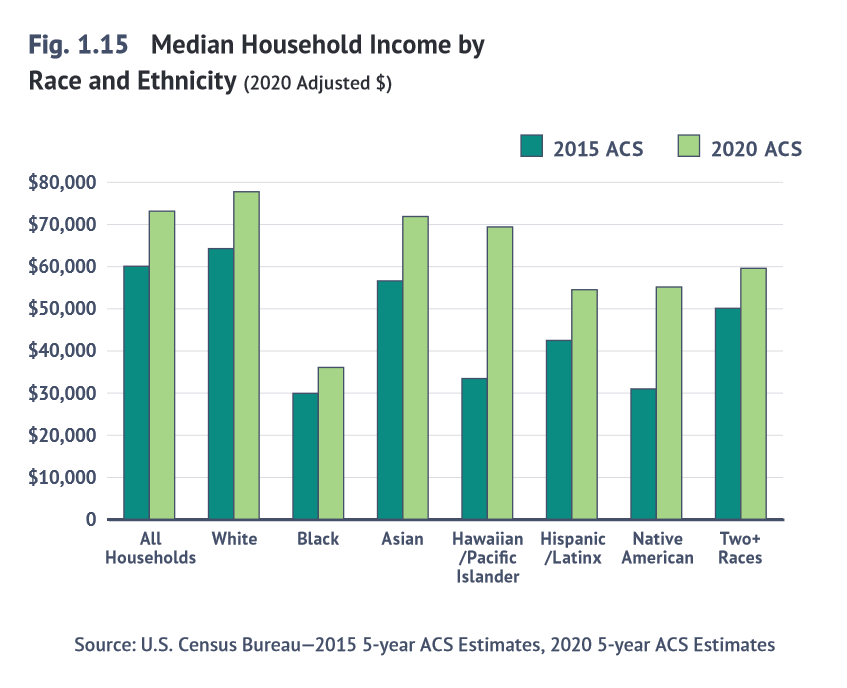 Fig. 1.15 Median Household Income by
Race and Ethnicity (2020 Adjusted $)
2015 ACS 2020 ACS
$80,000
$70,000
$60,000
$50,000
$40,000
$30,000
$20,000
$10,000
0
All
Households
White
Black
Asian
Hawaiian
/Pacific
Islander
Hispanic
/Latinx
Native
American
Two+
Races
Source: U.S. Census Bureau—2015 5-year ACS Estimates, 2020 5-year ACS Estimates